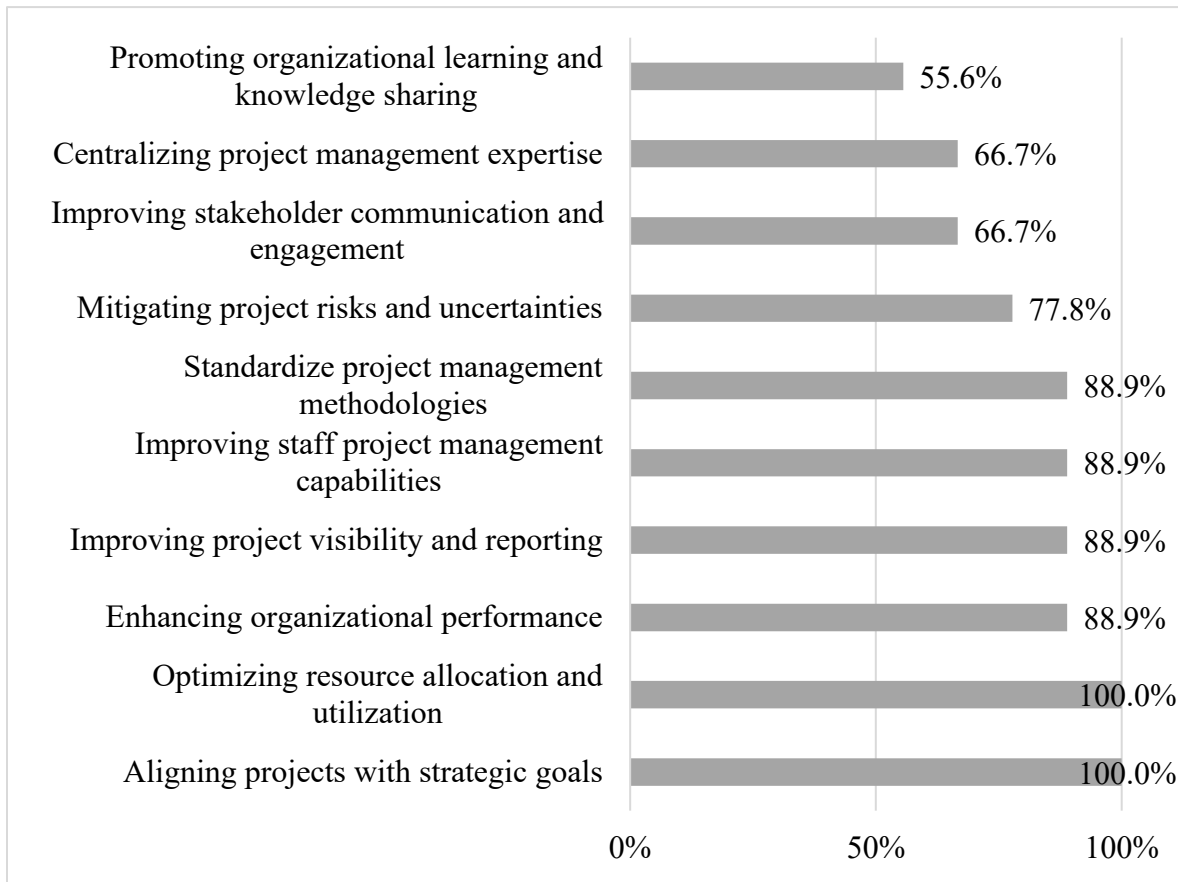 Promoting organizational learning and
knowledge sharing
55.6%
Centralizing project management expertise
66.7%
Improving stakeholder communication and
engagement
66.7%
Mitigating project risks and uncertainties
77.8%
Standardize project management
methodologies
88.9%
Improving staff project management
capabilities
88.9%
Improving project visibility and reporting
88.9%
Enhancing organizational performance
88.9%
Optimizing resource allocation and
utilization
100.0%
Aligning projects with strategic goals
100.0%
0% 50% 100%